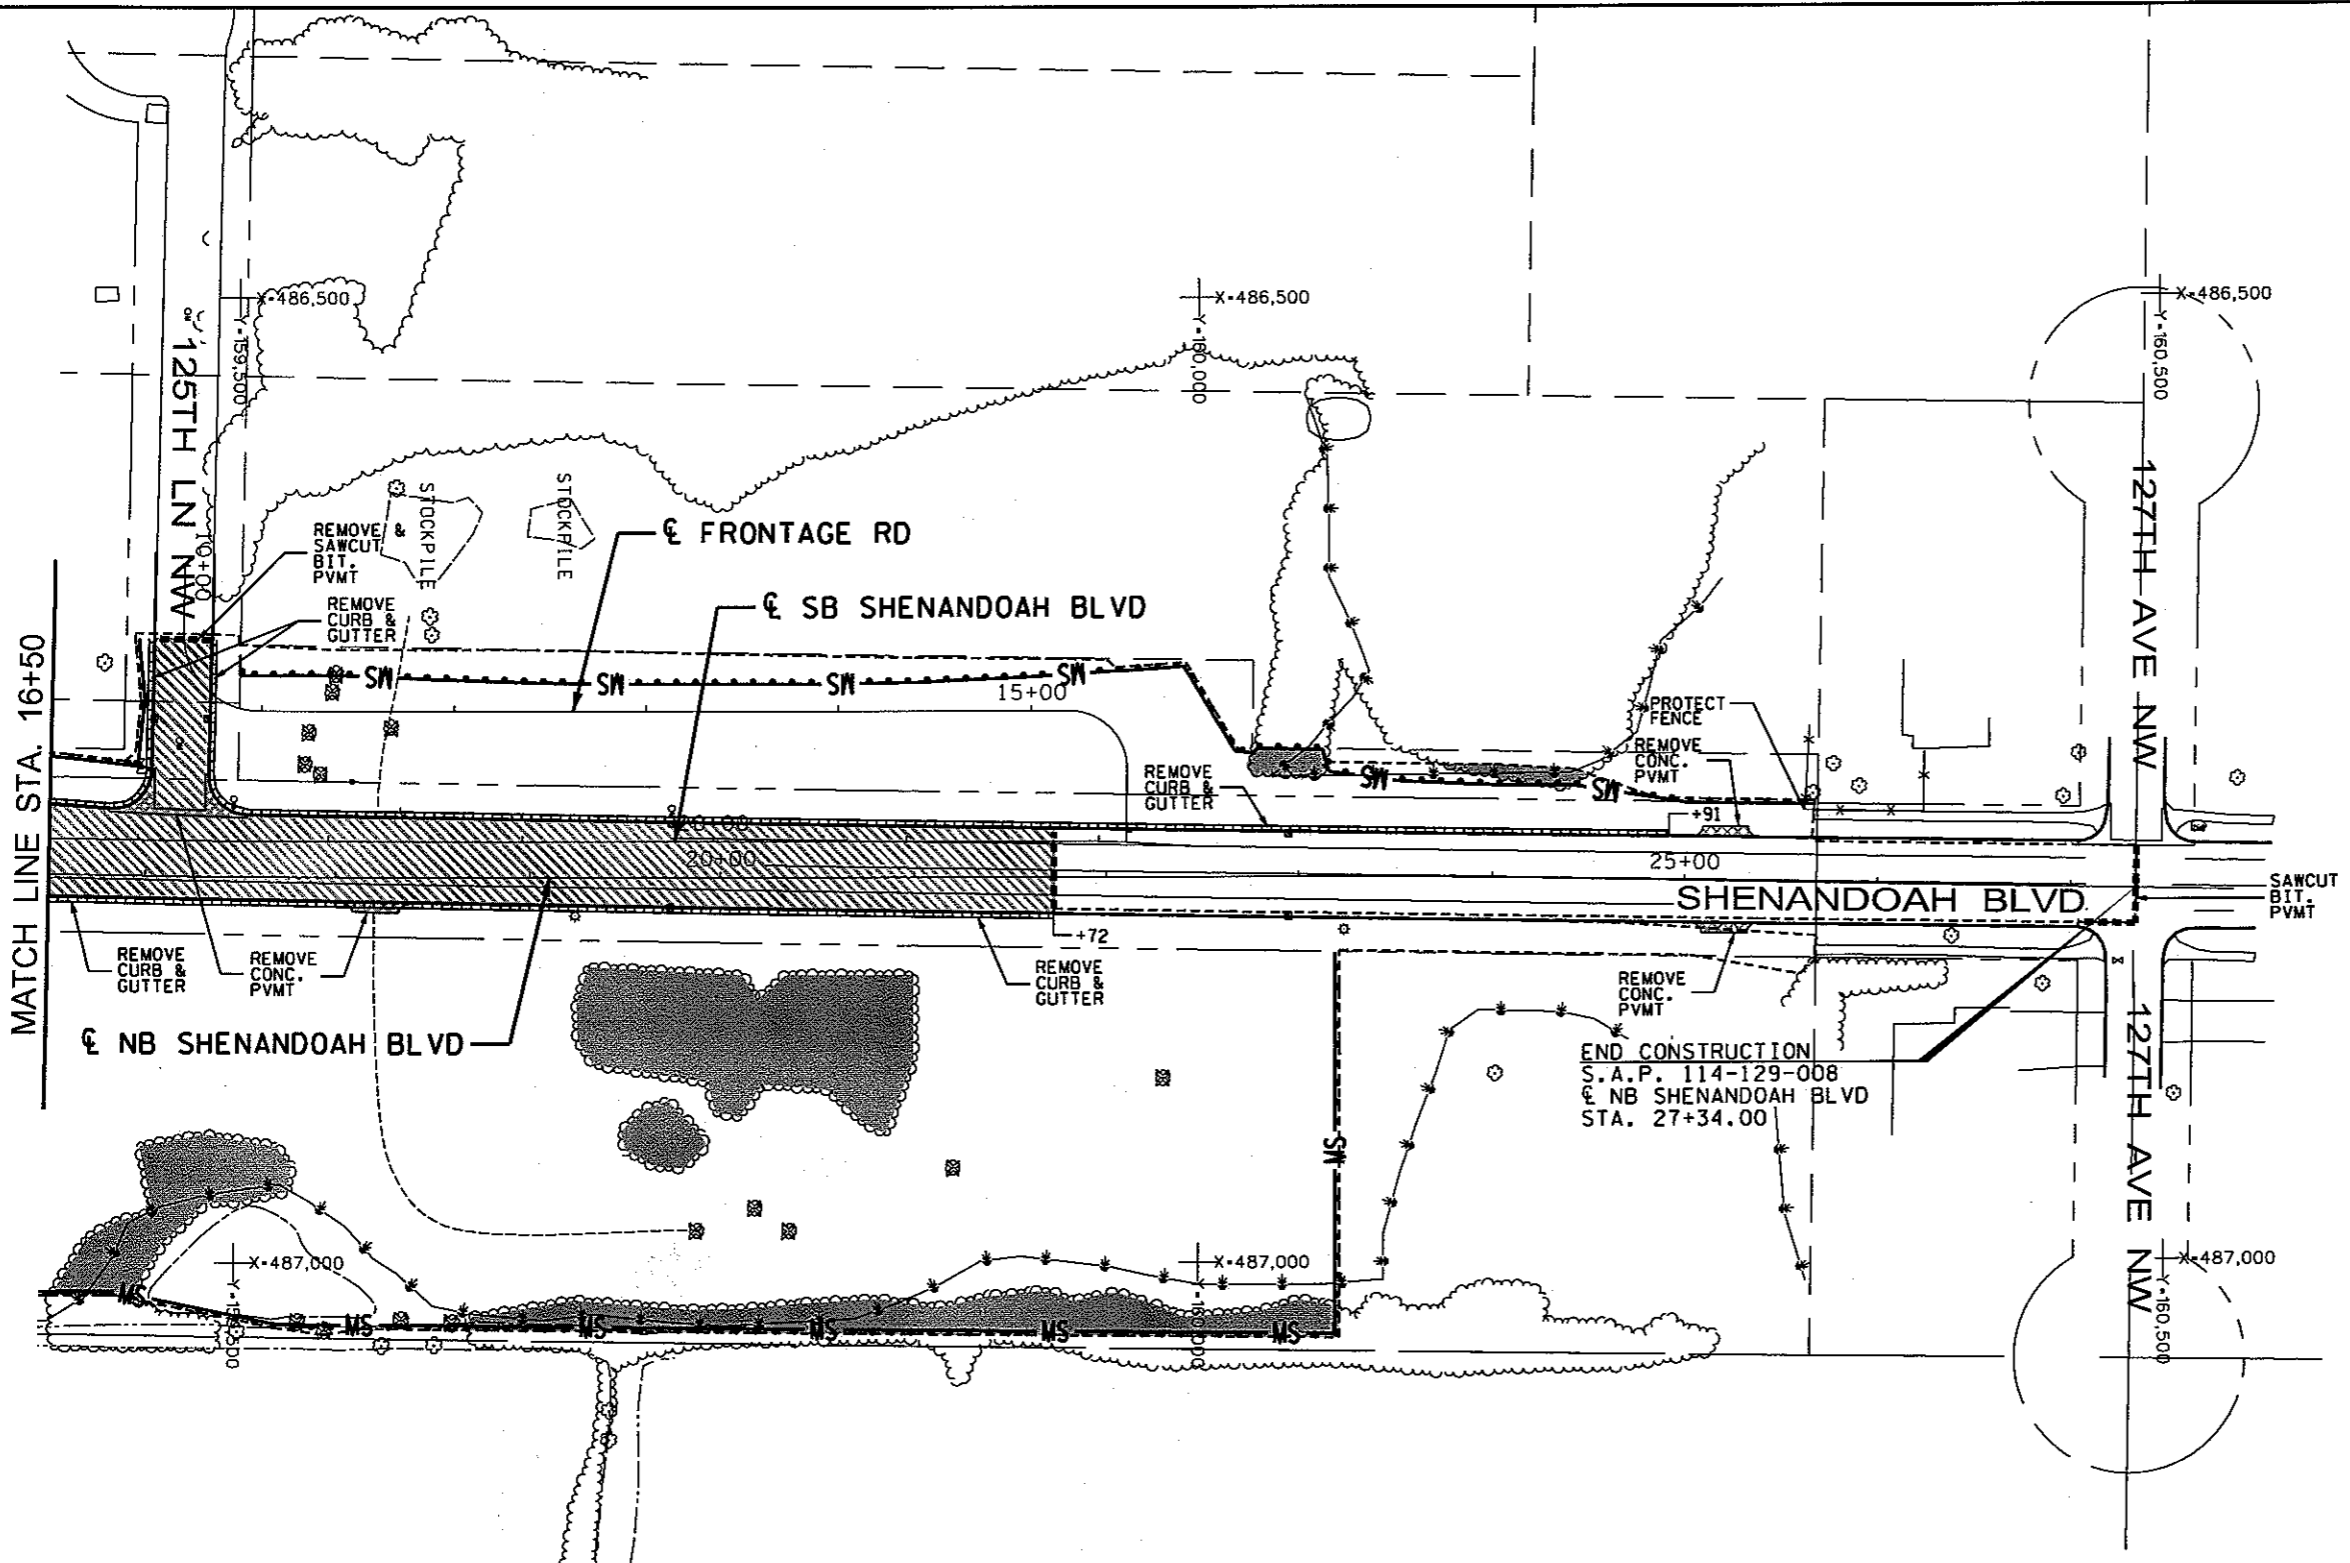 X=486,500
X=486,500
X=486,500
Y=159,500
Y=160,000
Y=160,500
125TH LN NW
10+00
127TH AVE NW
STOCKPILE
STOCKPILE
REMOVE &
SAWCUT
BIT.
PVMT
℄ FRONTAGE RD
REMOVE
CURB &
GUTTER
℄ SB SHENANDOAH BLVD
MATCH LINE STA. 16+50
SW
SW
SW
SW
15+00
PROTECT
FENCE
REMOVE
CONC.
PVMT
REMOVE
CURB &
GUTTER
SW
SW
+91
20+00
25+00
SHENANDOAH BLVD.
SAWCUT
BIT.
PVMT
+72
REMOVE
CURB &
GUTTER
REMOVE
CONC.
PVMT
REMOVE
CURB &
GUTTER
REMOVE
CONC.
PVMT
℄ NB SHENANDOAH BLVD
END CONSTRUCTION
S.A.P. 114-129-008
℄ NB SHENANDOAH BLVD
STA. 27+34.00
127TH AVE NW
MS
X=487,000
X=487,000
X=487,000
Y=160,000
Y=160,500
MS
MS
MS
MS
MS
MS